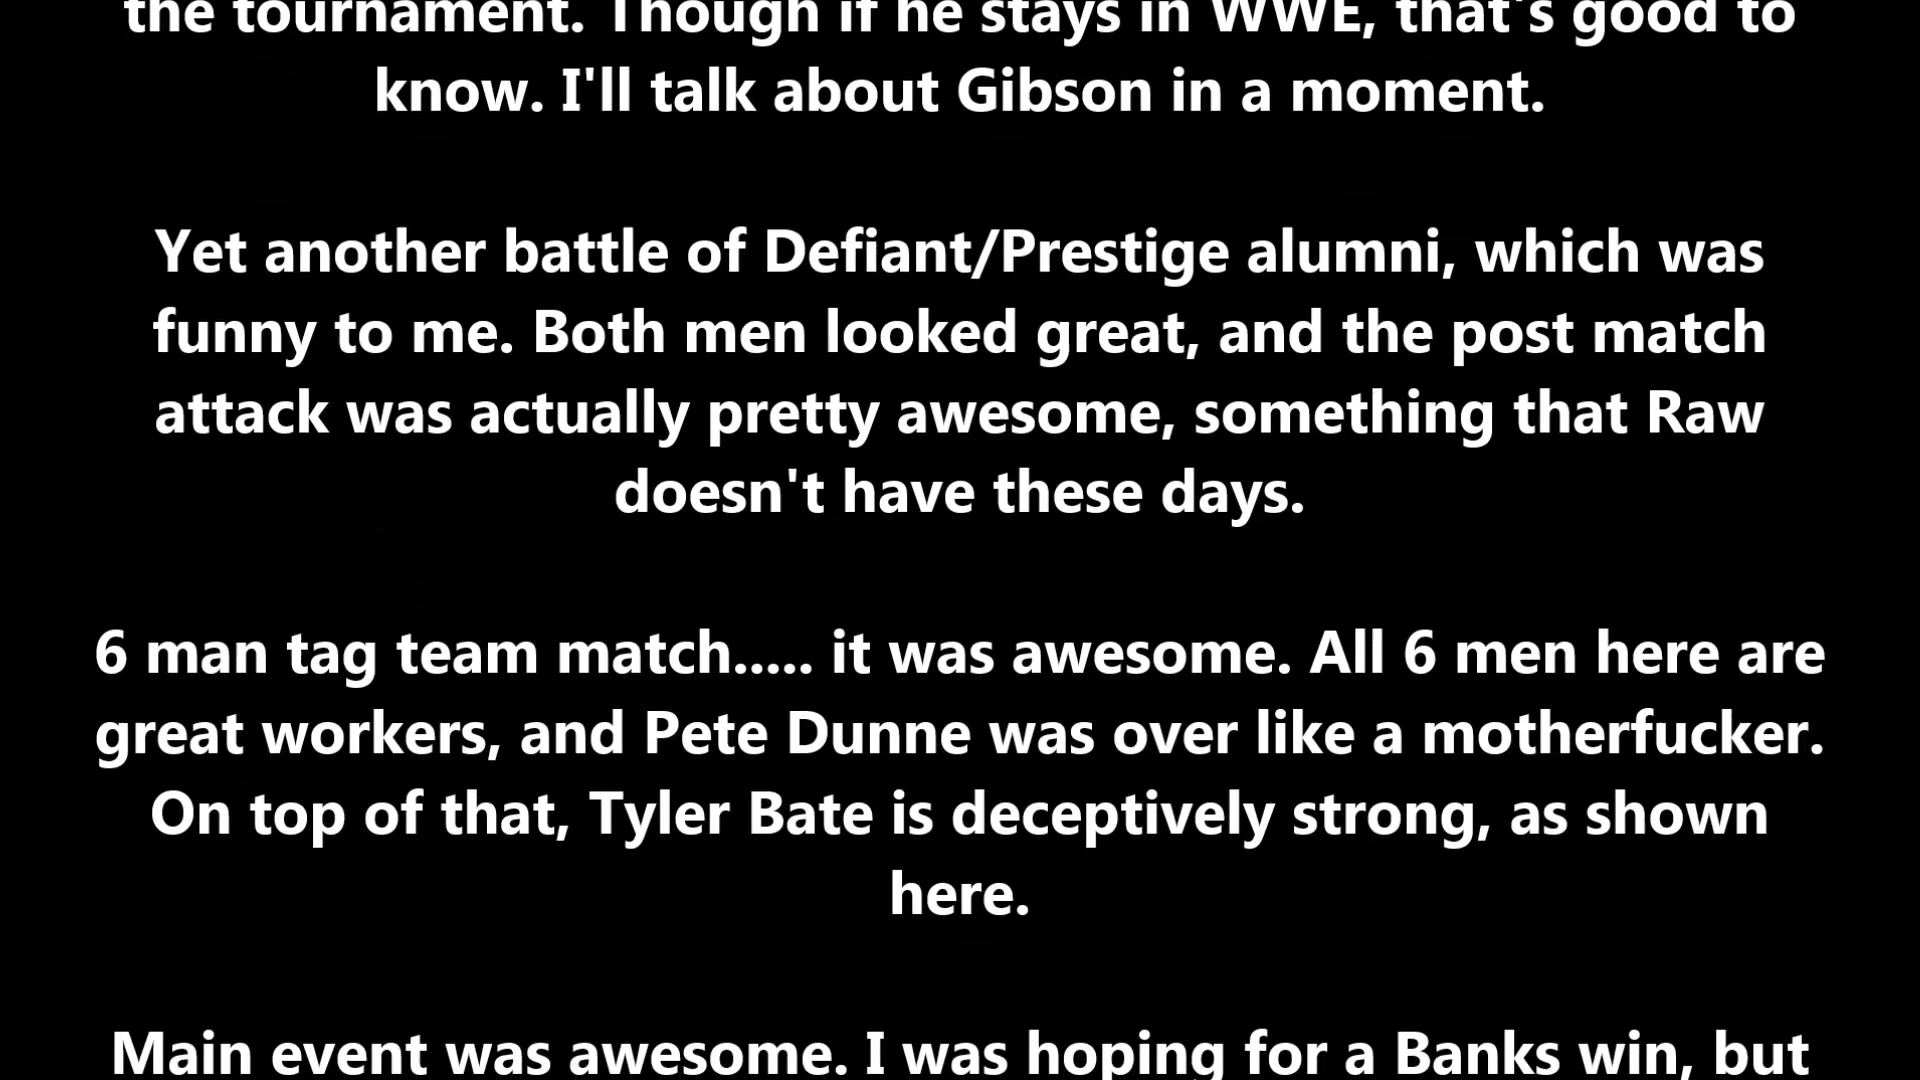 the tournament. Though if he stays in WWE, that's good to
know. I'll talk about Gibson in a moment.
Yet another battle of Defiant/Prestige alumni, which was
funny to me. Both men looked great, and the post match
attack was actually pretty awesome, something that Raw
doesn't have these days.
6 man tag team match..... it was awesome. All 6 men here are
great workers, and Pete Dunne was over like a motherfucker.
On top of that, Tyler Bate is deceptively strong, as shown
here.
Main event was awesome. I was hoping for a Banks win, but